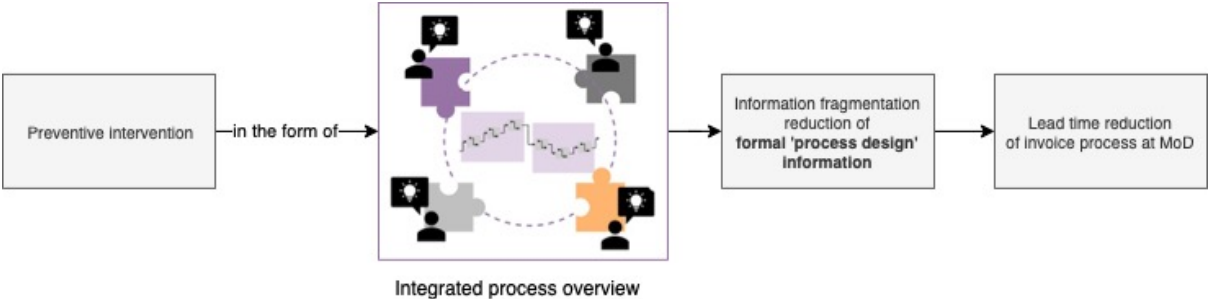 Preventive intervention
in the form of
Integrated process overview
Information fragmentation
reduction of
formal 'process design'
information
Lead time reduction
of invoice process at MoD